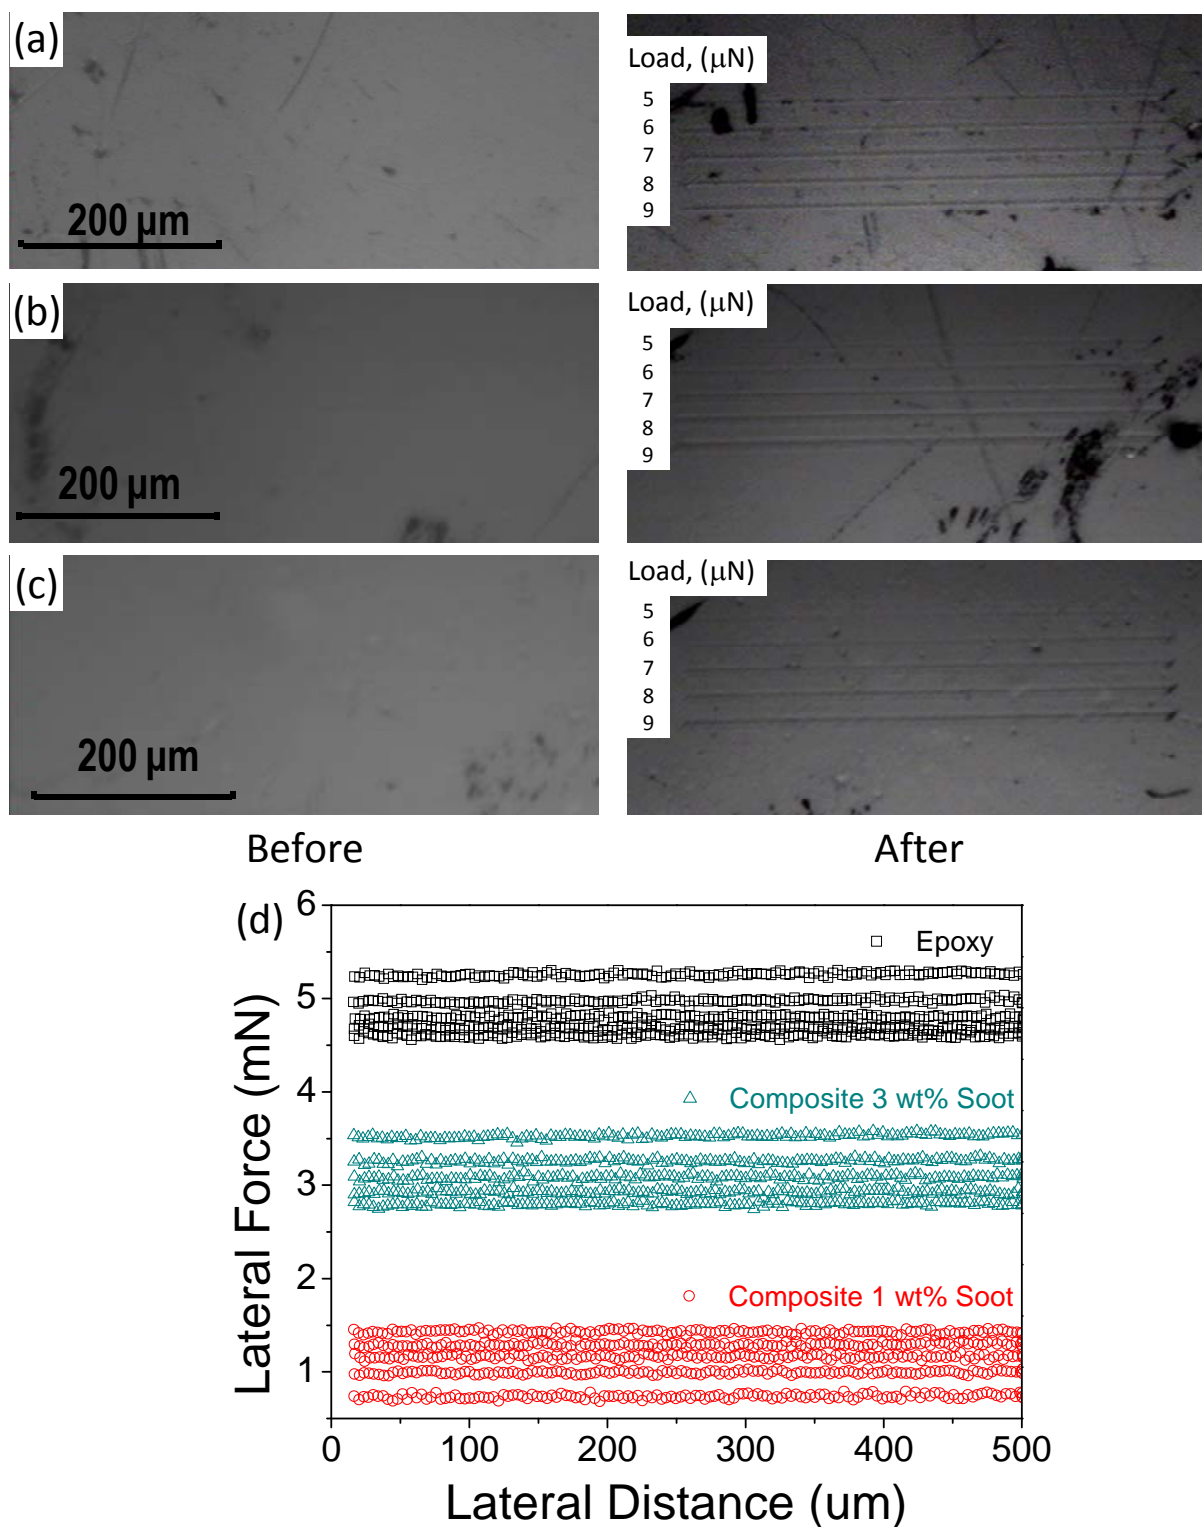 (a)
200 µm
Load, (µN)
5
6
7
8
9
(b)
200 µm
Load, (µN)
5
6
7
8
9
(c)
200 µm
Load, (µN)
5
6
7
8
9
Before
After
(d)
Epoxy
Composite 3 wt% Soot
Composite 1 wt% Soot
Lateral Force (mN)
6
5
4
3
2
1
0
100
200
300
400
500
Lateral Distance (um)